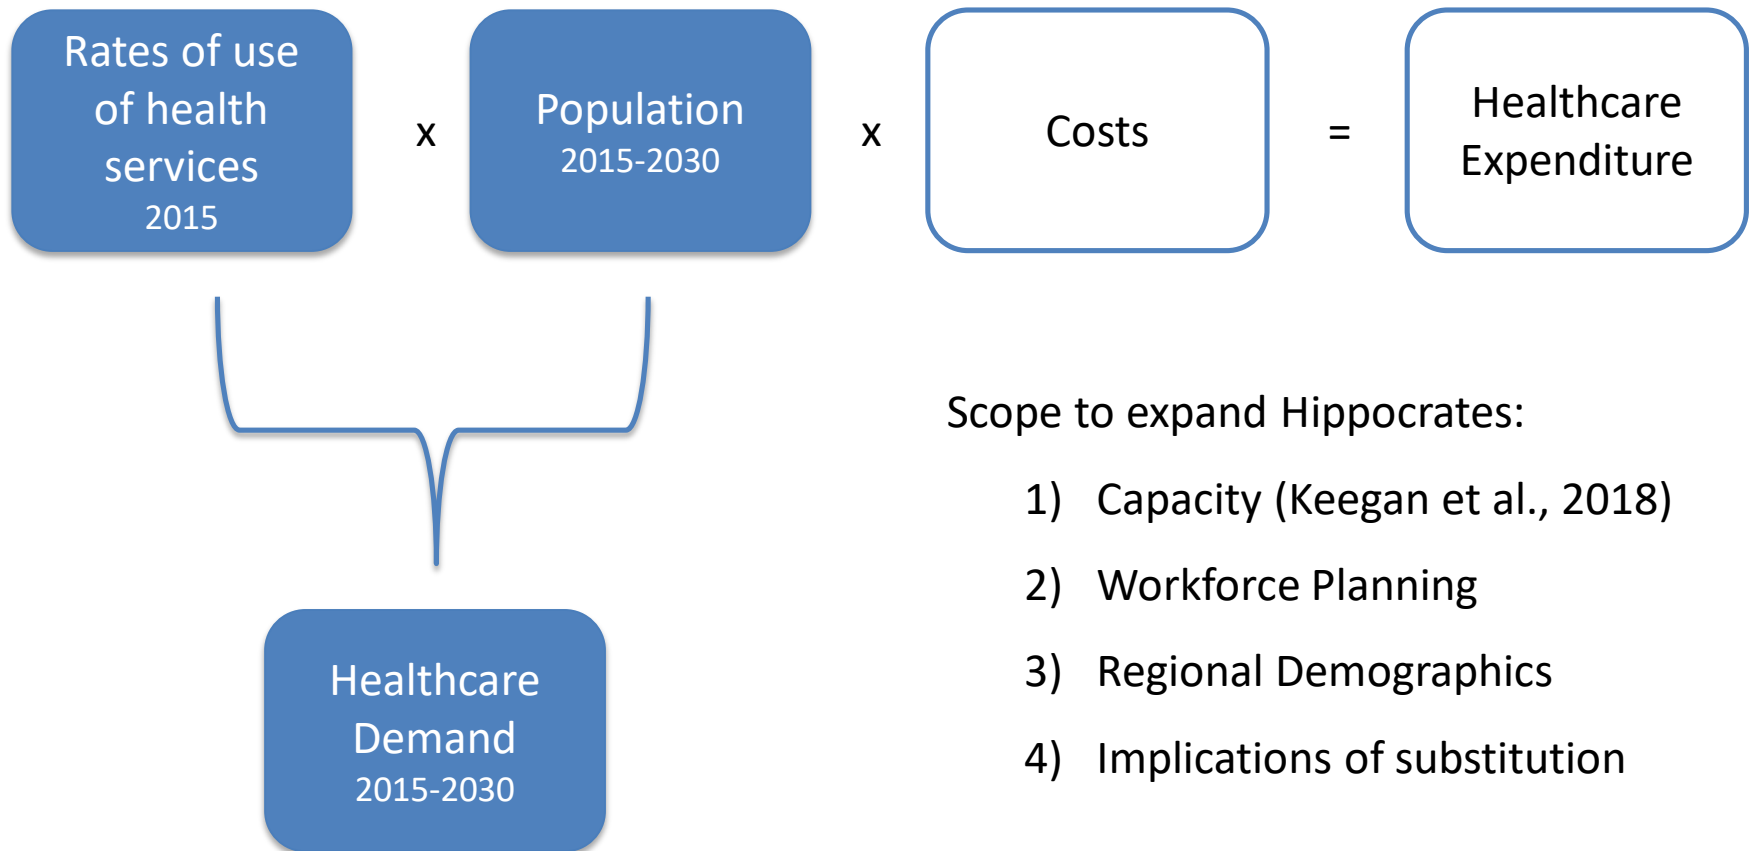 Rates of use
of health
services
2015
x
Population
2015-2030
x
Costs
=
Healthcare
Expenditure
Healthcare
Demand
2015-2030
Scope to expand Hippocrates:
1) Capacity (Keegan et al., 2018)
2) Workforce Planning
3) Regional Demographics
4) Implications of substitution